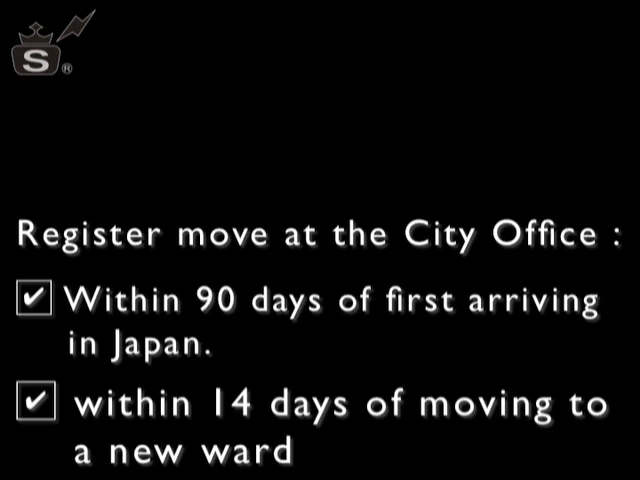 S®
Register move at the City Office :
Within 90 days of first arriving
in Japan.
within 14 days of moving to
a new ward